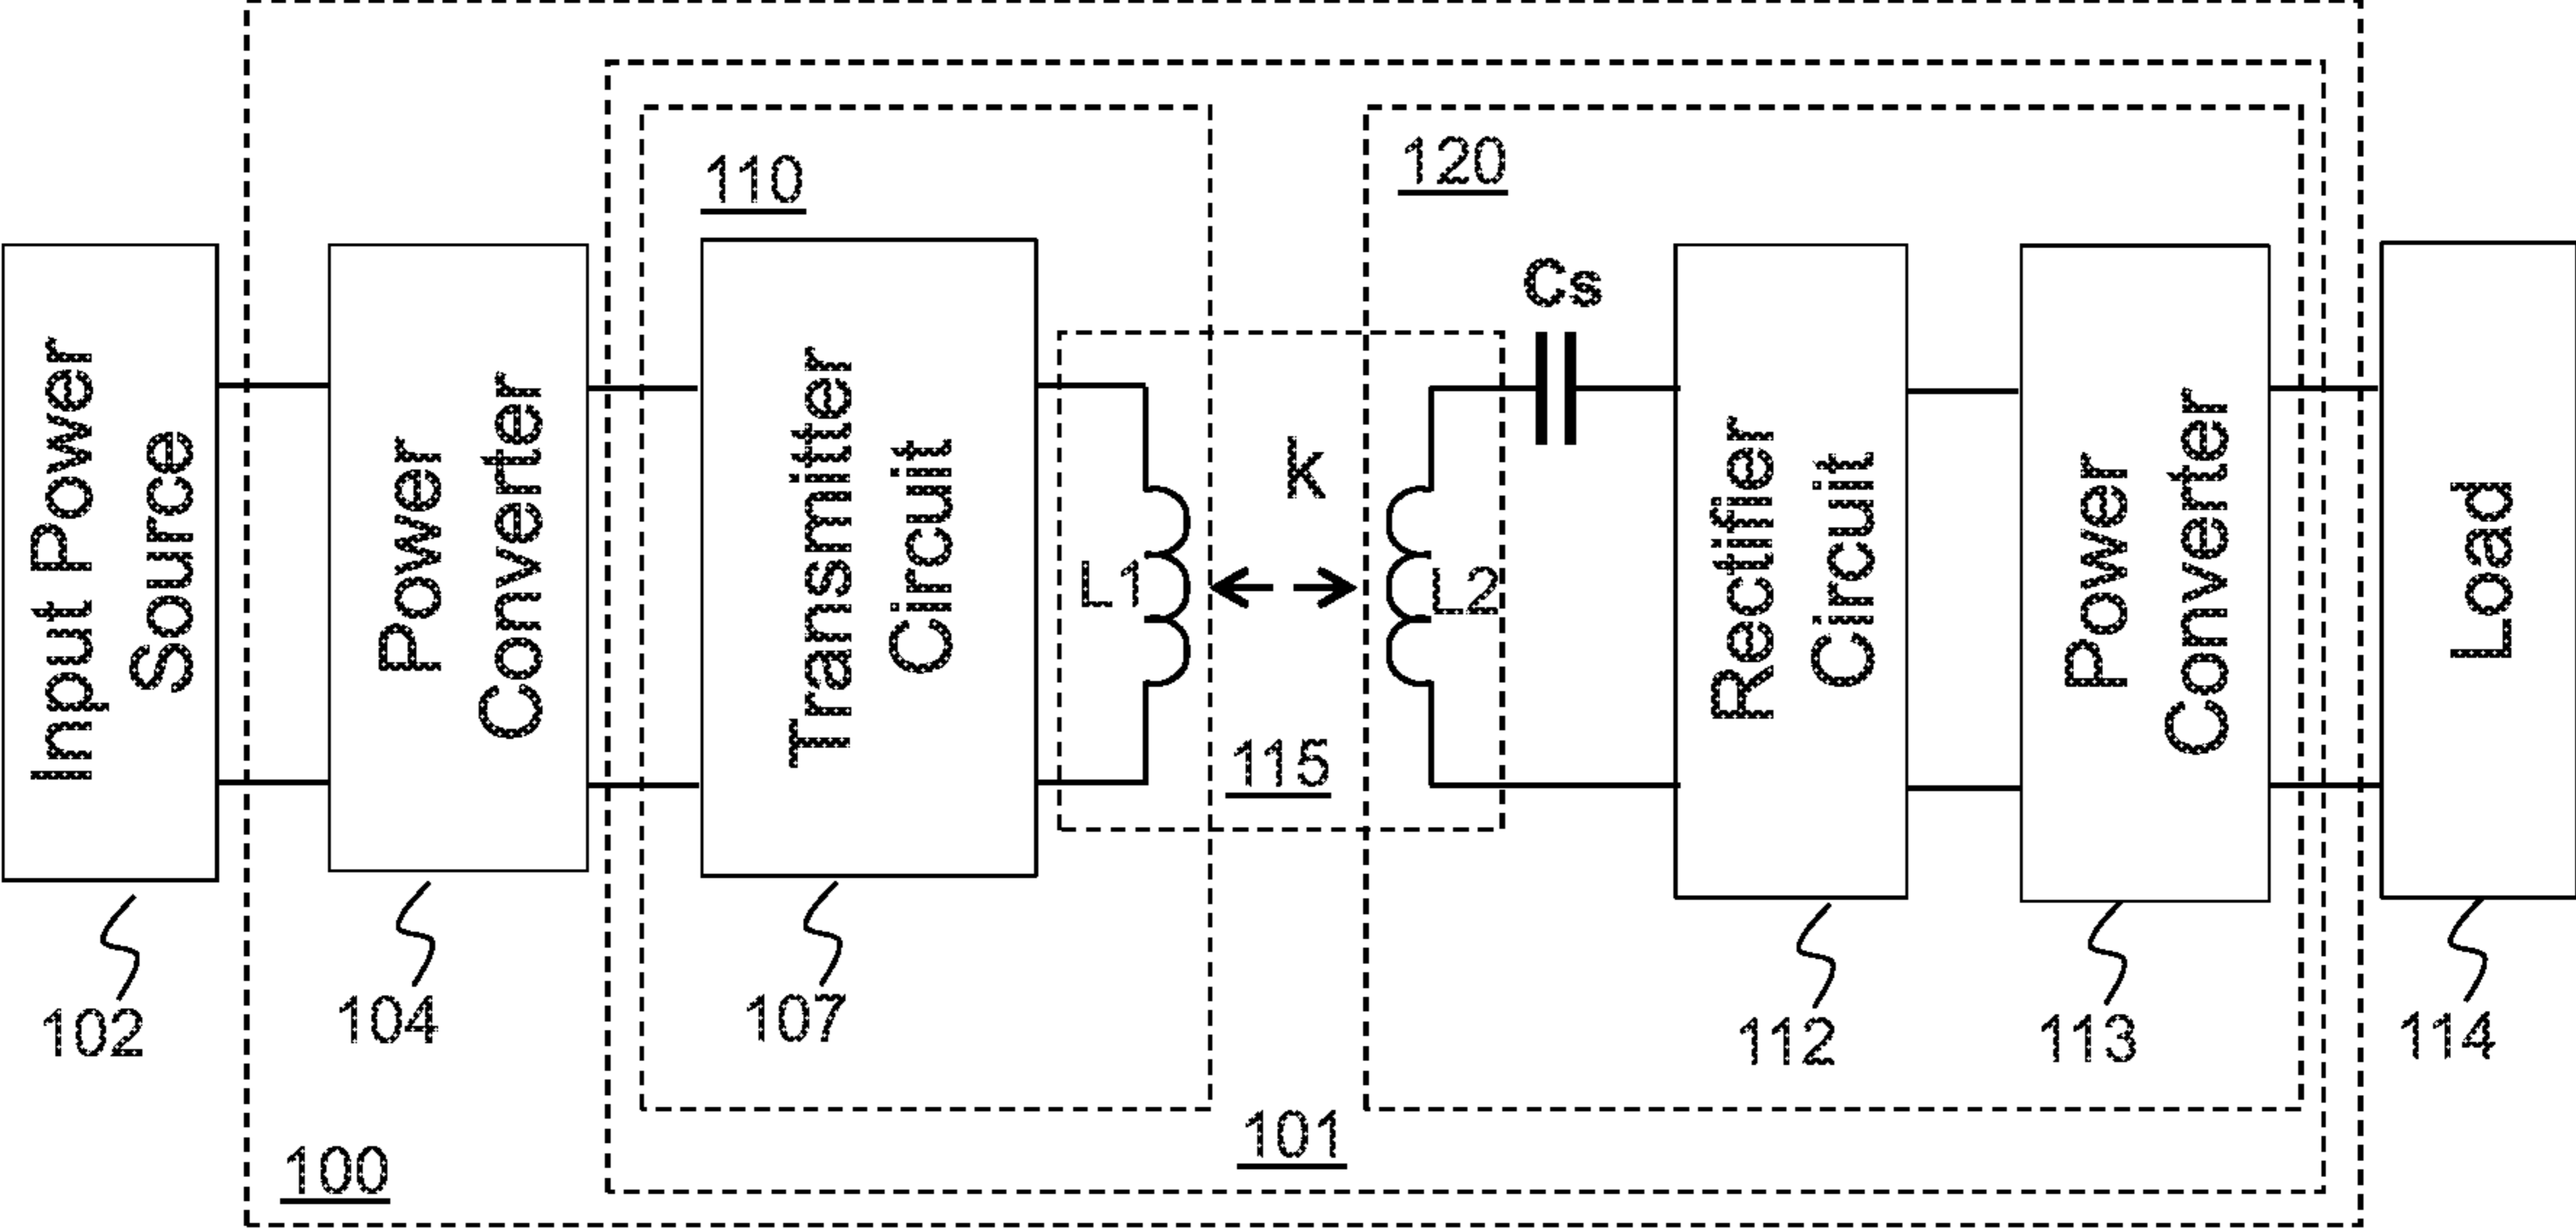 110
120
Cs
Input Power
Source
Power
Converter
Transmitter
Circuit
L1
K
L2
Rectifier
Circuit
Power
Converter
Load
115
102
104
107
112
113
114
101
100